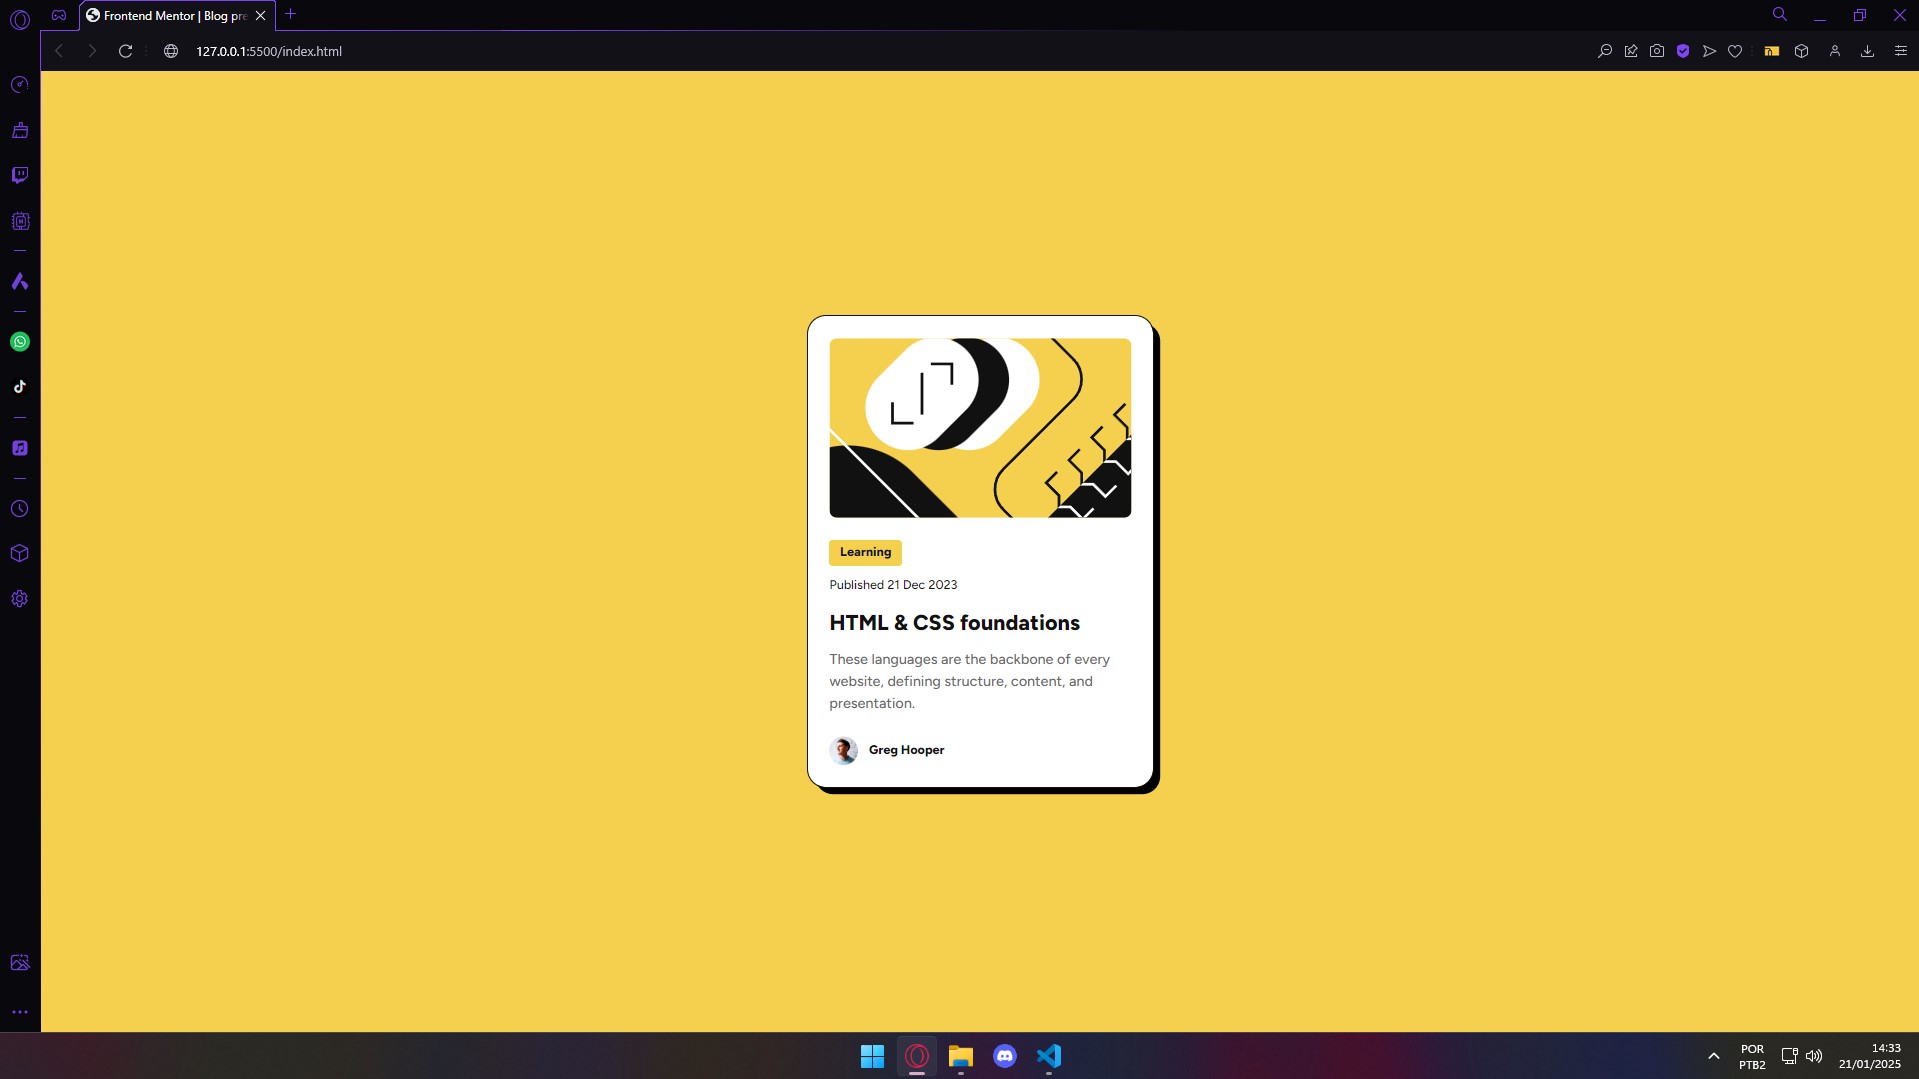 Frontend Mentor | Blog pre
127.0.0.1:5500/index.html
Learning
Published 21 Dec 2023
HTML & CSS foundations
These languages are the backbone of every
website, defining structure, content, and
presentation.
Greg Hooper
POR
PTB2
14:33
21/01/2025